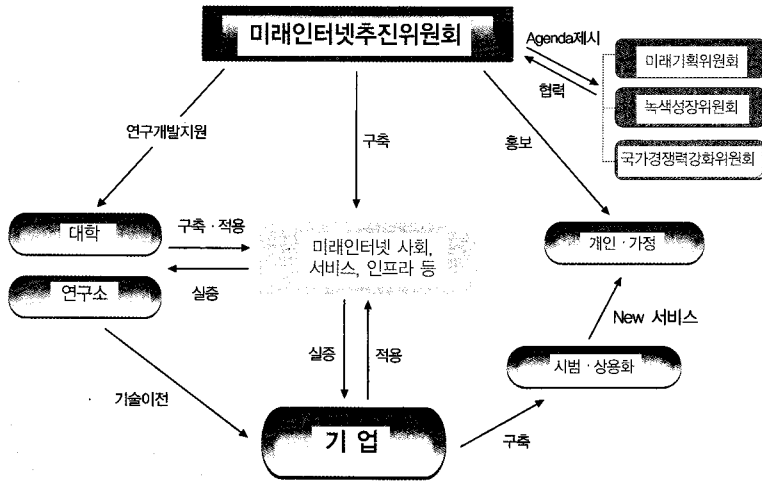 미래인터넷추진위원회
Agenda제시
협력
미래기획위원회
녹색성장위원회
국가경쟁력강화위원회
연구개발지원
구축
홍보
대학
구축·적용
미래인터넷 사회,
서비스, 인프라 등
개인·가정
연구소
실증
New 서비스
실증
적용
시범·상용화
기술이전
기 업
구축